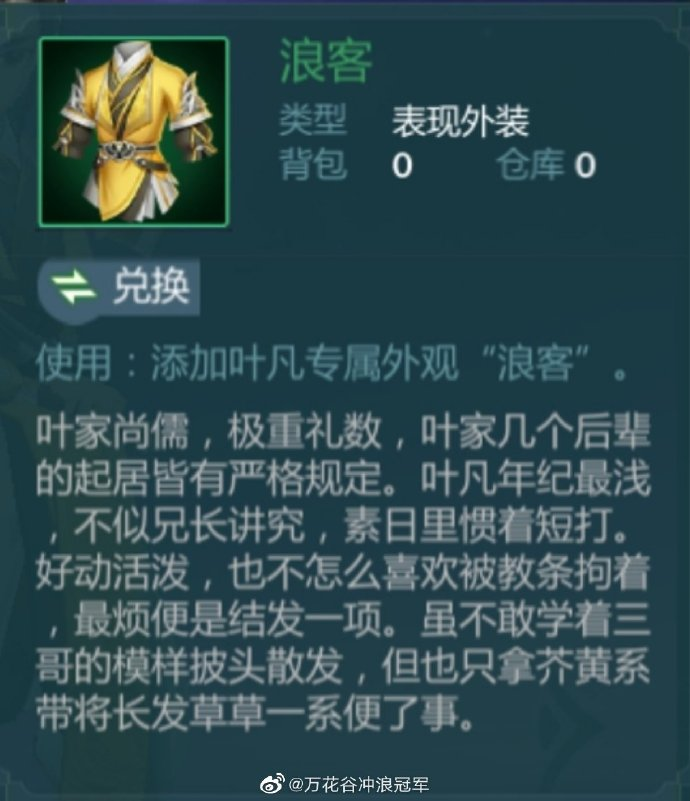 浪客
类型 表现外装
背包 0 仓库 0
兑换
使用：添加叶凡专属外观“浪客”。
叶家尚儒，极重礼数，叶家几个后辈
的起居皆有严格规定。叶凡年纪最浅
，不似兄长讲究，素日里惯着短打。
好动活泼，也不怎么喜欢被教条拘着
，最烦便是结发一项。虽不敢学着三
哥的模样披头散发，但也只拿芥黄系
带将长发草草一系便了事。
@万花谷冲浪冠军